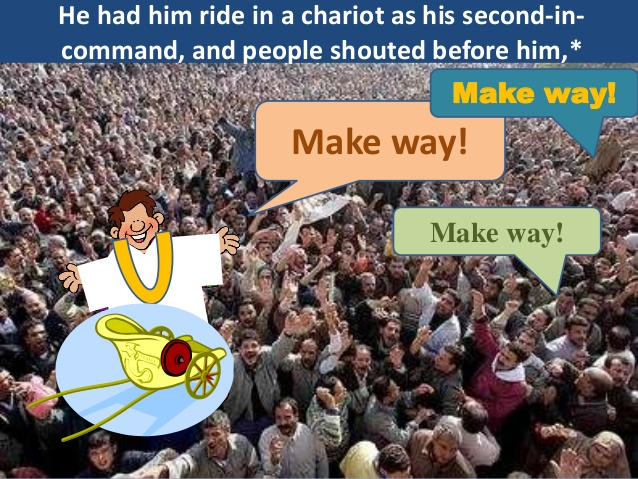 He had him ride in a chariot as his second-in-
command, and people shouted before him,*
Make way!
Make way!
Make way!